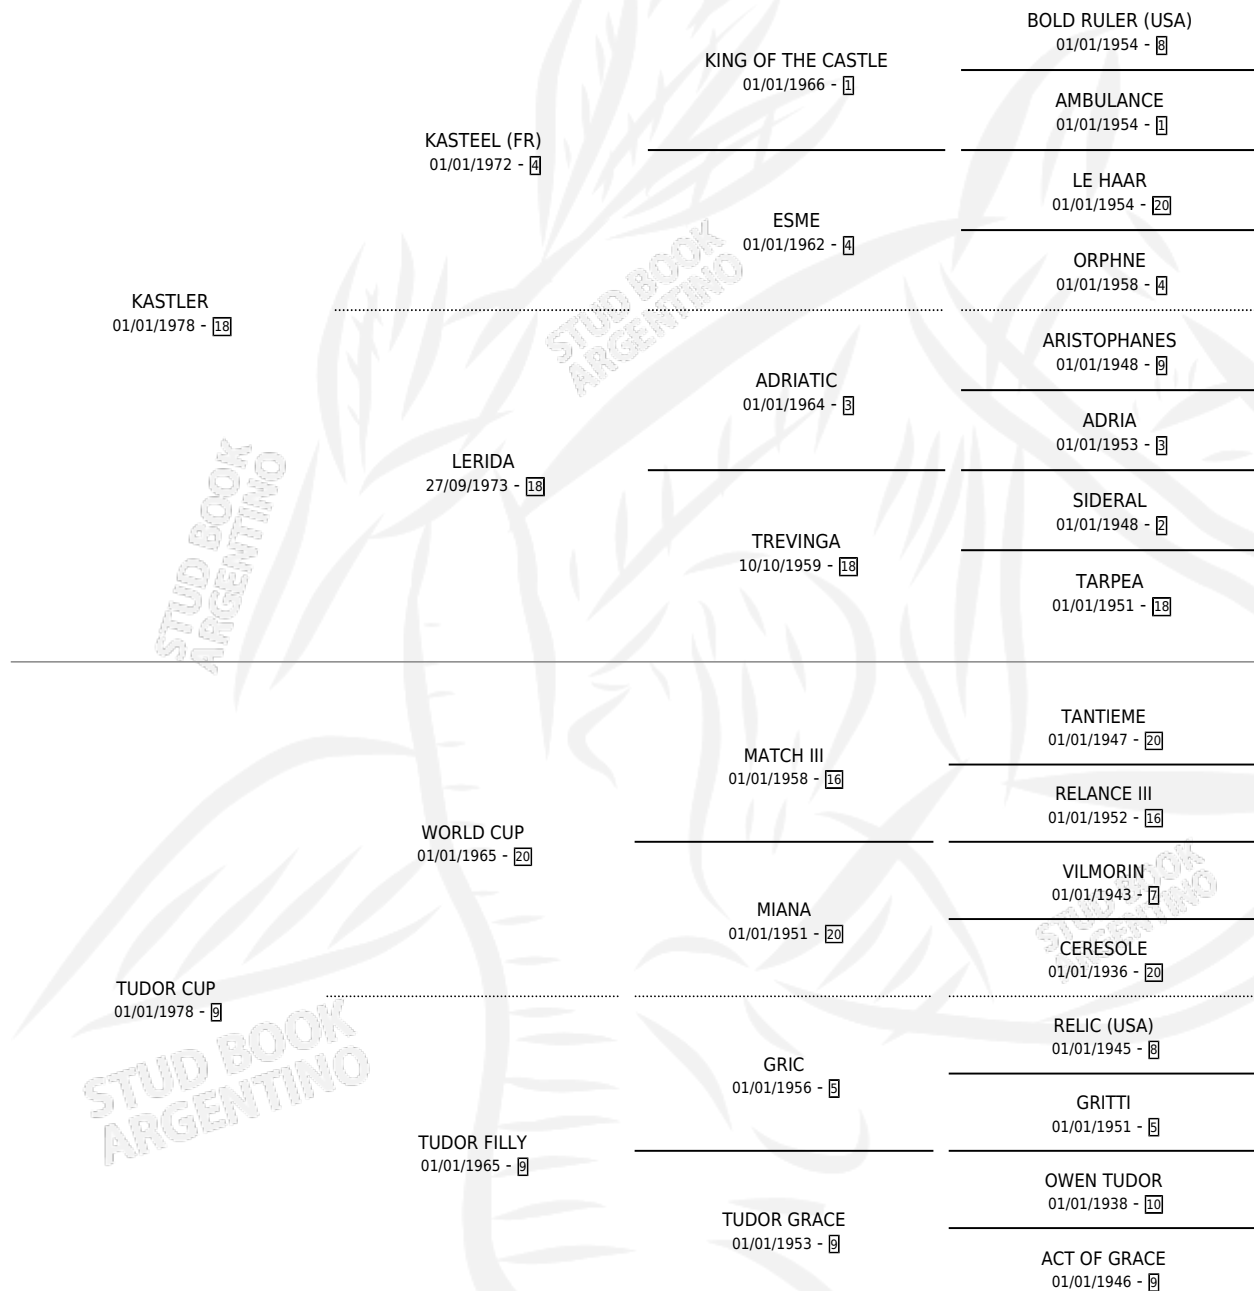 BOLD RULER (USA)
01/01/1954 - 8
KING OF THE CASTLE
01/01/1966 - 1
AMBULANCE
01/01/1954 - 1
KASTEEL (FR)
01/01/1972 - 4
LE HAAR
01/01/1954 - 20
ESME
01/01/1962 - 4
ORPHNE
01/01/1958 - 4
KASTLER
01/01/1978 - 18
ARISTOPHANES
01/01/1948 - 9
ADRIATIC
01/01/1964 - 3
ADRIA
01/01/1953 - 3
LERIDA
27/09/1973 - 18
SIDERAL
01/01/1948 - 2
TREVINGA
10/10/1959 - 18
TARPEA
01/01/1951 - 18
TANTIEME
01/01/1947 - 20
MATCH III
01/01/1958 - 16
RELANCE III
01/01/1952 - 16
WORLD CUP
01/01/1965 - 20
VILMORIN
01/01/1943 - 7
MIANA
01/01/1951 - 20
CERESOLE
01/01/1936 - 20
TUDOR CUP
01/01/1978 - 9
RELIC (USA)
01/01/1945 - 8
GRIC
01/01/1956 - 5
GRITTI
01/01/1951 - 5
TUDOR FILLY
01/01/1965 - 9
OWEN TUDOR
01/01/1938 - 10
TUDOR GRACE
01/01/1953 - 9
ACT OF GRACE
01/01/1946 - 9
STUD BOOK
ARGENTINO
STUD BOOK
ARGENTINO
STUD BOOK
ARGENTINO
STUD BOOK
ARGENTINO